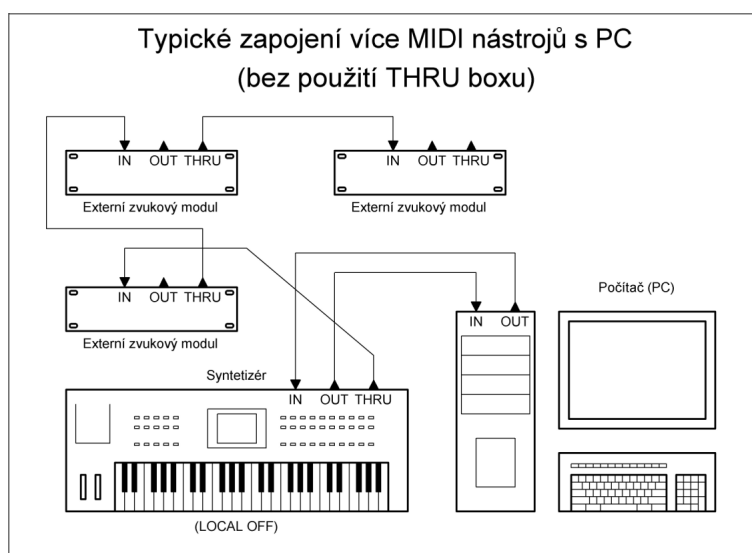 Typické zapojení více MIDI nástrojů s PC
(bez použití THRU boxu)
IN OUT THRU
Externí zvukový modul
IN OUT THRU
Externí zvukový modul
IN OUT THRU
Externí zvukový modul
IN OUT
Počítač (PC)
Syntetizér
IN OUT THRU
(LOCAL OFF)